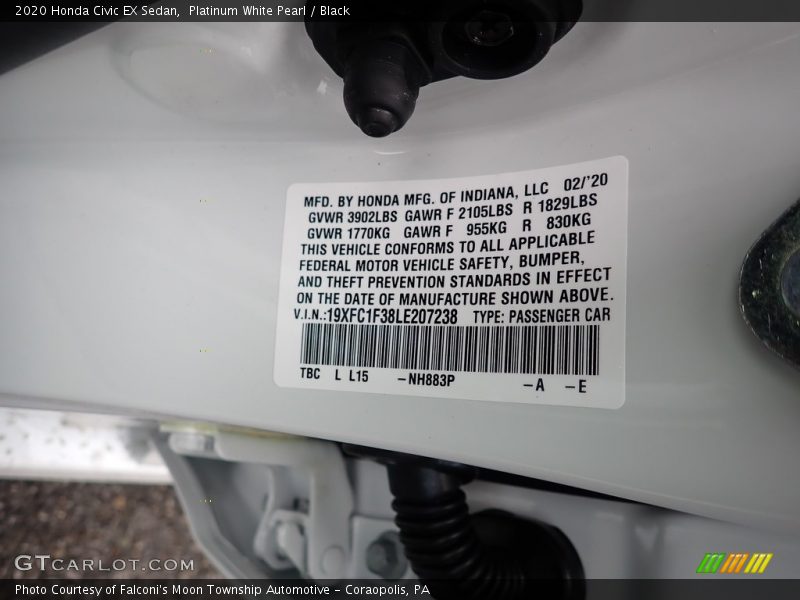 2020 Honda Civic EX Sedan, Platinum White Pearl / Black
MFD. BY HONDA MFG. OF INDIANA, LLC 02/'20
GVWR 3902LBS GAWR F 2105LBS R 1829LBS
GVWR 1770KG GAWR F 955KG R 830KG
THIS VEHICLE CONFORMS TO ALL APPLICABLE
FEDERAL MOTOR VEHICLE SAFETY, BUMPER,
AND THEFT PREVENTION STANDARDS IN EFFECT
ON THE DATE OF MANUFACTURE SHOWN ABOVE.
V.I.N.:19XFC1F38LE207238 TYPE: PASSENGER CAR
TBC L L15 –NH883P –A –E
GTCARLOT.COM
Photo Courtesy of Falconi's Moon Township Automotive – Coraopolis, PA